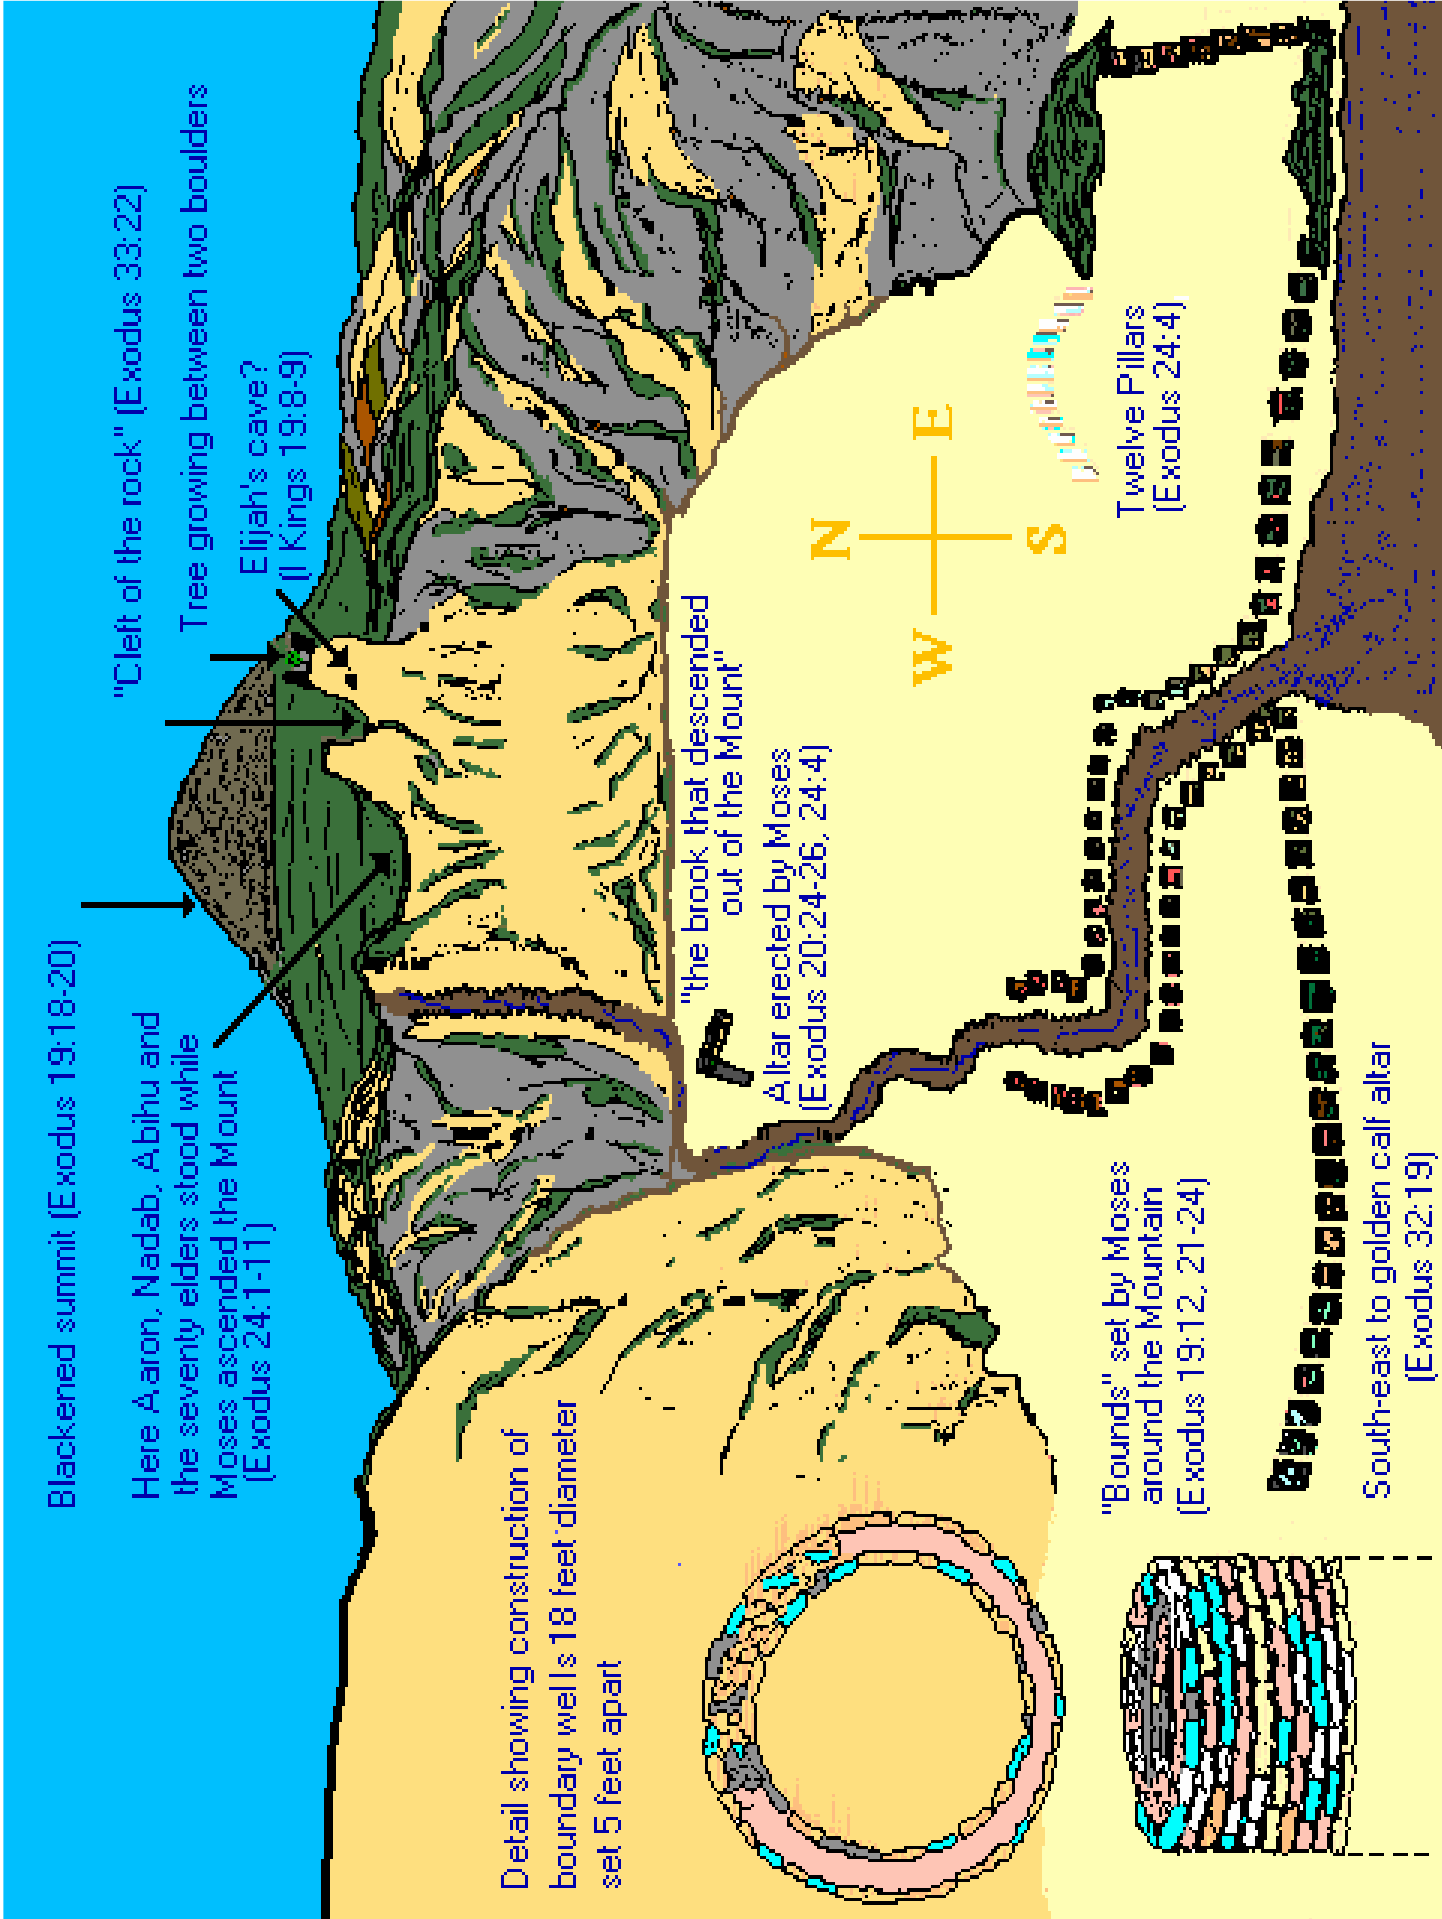 Blackened summit (Exodus 19:18-20)
Here Aaron, Nadab, Abihu and
the seventy elders stood while
Moses ascended the Mount
(Exodus 24:1-11)
"Cleft of the rock" (Exodus 33:22)
Tree growing between two boulders
Elijah's cave?
(I Kings 19:8-9)
Detail showing construction of
boundary wells 18 feet diameter
set 5 feet apart
"the brook that descended
out of the Mount"
Altar erected by Moses
(Exodus 20:24-26, 24:4)
N
W
E
S
Twelve Pillars
(Exodus 24:4)
"Bounds" set by Moses
around the Mountain
(Exodus 19:12, 21-24)
South-east to golden calf altar
(Exodus 32:19)